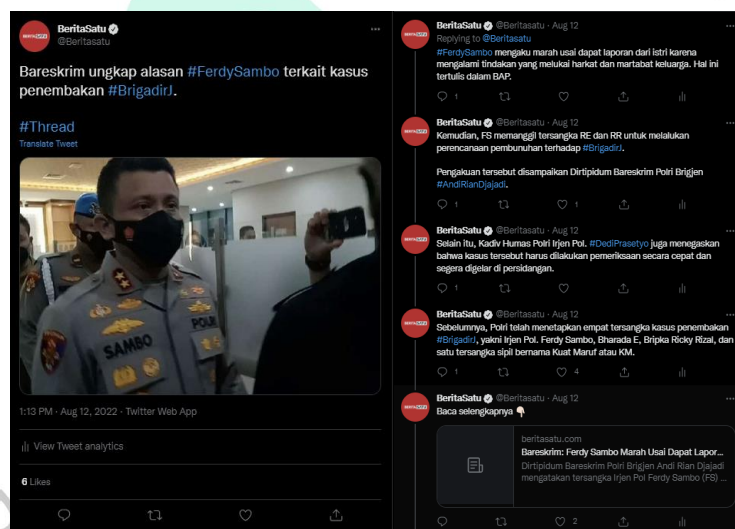 BeritaSatu
@Beritasatu
Bareskrim ungkap alasan #FerdySambo terkait kasus
penembakan #BrigadirJ.
#Thread
Translate Tweet
SAMBO
POLRI
1:13 PM · Aug 12, 2022 · Twitter Web App
View Tweet analytics
6 Likes
BeritaSatu @Beritasatu · Aug 12
Replying to @Beritasatu
#FerdySambo mengaku marah usai dapat laporan dari istri karena
mengalami tindakan yang melukai harkat dan martabat keluarga. Hal ini
tertulis dalam BAP.
1
BeritaSatu @Beritasatu · Aug 12
Kemudian, FS memanggil tersangka RE dan RR untuk melalukan
perencanaan pembunuhan terhadap #BrigadirJ.
Pengakuan tersebut disampaikan Dirtipidum Bareskrim Polri Brigjen
#AndiRianDjajadi.
1 1
BeritaSatu @Beritasatu · Aug 12
Selain itu, Kadiv Humas Polri Irjen Pol. #DediPrasetyo juga menegaskan
bahwa kasus tersebut harus dilakukan pemeriksaan secara cepat dan
segera digelar di persidangan.
1
BeritaSatu @Beritasatu · Aug 12
Sebelumnya, Polri telah menetapkan empat tersangka kasus penembakan
#BrigadirJ, yakni Irjen Pol. Ferdy Sambo, Bharada E, Bripka Ricky Rizal, dan
satu tersangka sipil bernama Kuat Maruf atau KM.
1 4
BeritaSatu @Beritasatu · Aug 12
Baca selengkapnya 👇🏻
beritasatu.com
Bareskrim: Ferdy Sambo Marah Usai Dapat Lapor...
Dirtipidum Bareskrim Polri Brigjen Andi Rian Djajadi
mengatakan tersangka Irjen Pol Ferdy Sambo (FS) ...
2